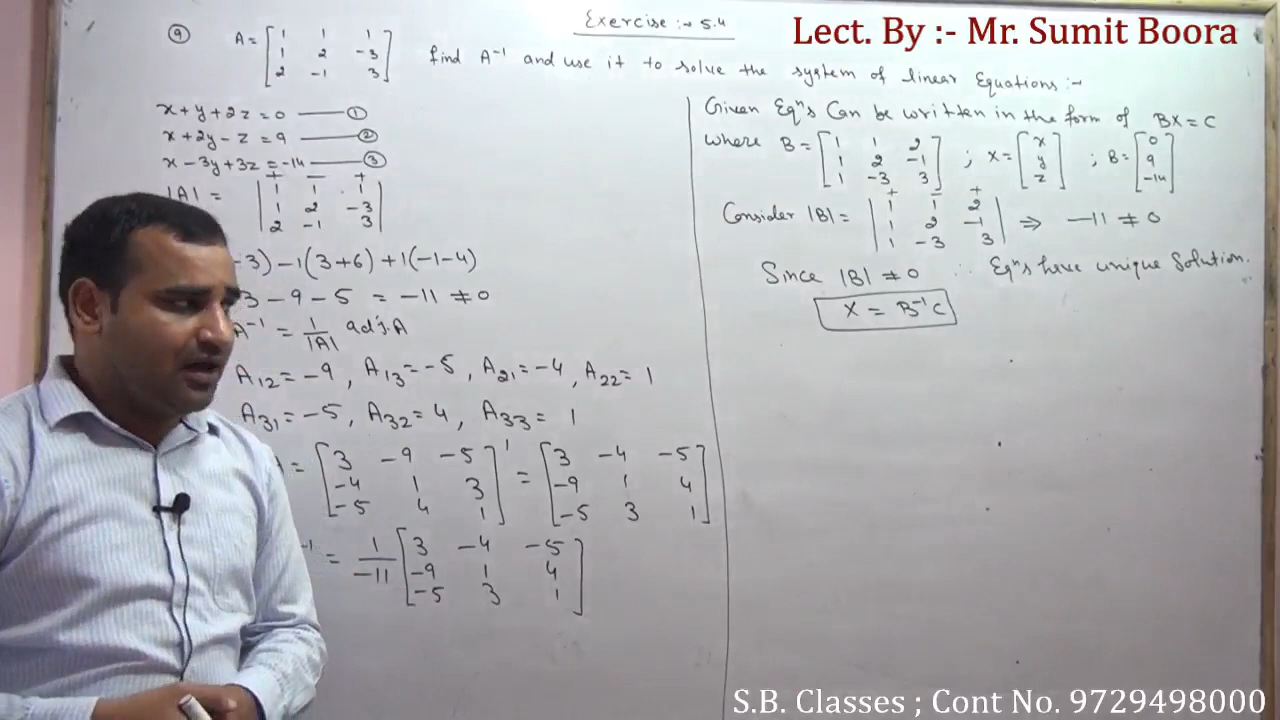 Exercise :→ 5.4
Lect. By :- Mr. Sumit Boora
⑨ A = [1 1 1; 1 2 -3; 2 -1 3] find A⁻¹ and use it to solve the system of linear Equations :-
x + y + 2z = 0 —— ①
x + 2y - z = 9 —— ②
x - 3y + 3z = -14 —— ③
|A| = |1 1 1; 1 2 -3; 2 -1 3|
+ - +
-3) -1(3+6) +1(-1-4)
3 - 9 - 5 = -11 ≠ 0
A⁻¹ = 1/|A| adj.A
A₁₂ = -9, A₁₃ = -5, A₂₁ = -4, A₂₂ = 1
A₃₁ = -5, A₃₂ = 4, A₃₃ = 1
= [3 -9 -5; -4 1 3; -5 4 1]' = [3 -4 -5; -9 1 4; -5 3 1]
⁻¹ = 1/-11 [3 -4 -5; -9 1 4; -5 3 1]
Given Eqⁿs Can be written in the form of BX = C
where B = [1 1 2; 1 2 -1; 1 -3 3] ; X = [x; y; z] ; B = [0; 9; -14]
Consider |B| = |1 1 2; 1 2 -1; 1 -3 3| ⇒ -11 ≠ 0
+ - +
Since |B| ≠ 0 ∴ Eqⁿs have unique Solution.
X = B⁻¹C
S.B. Classes ; Cont No. 9729498000